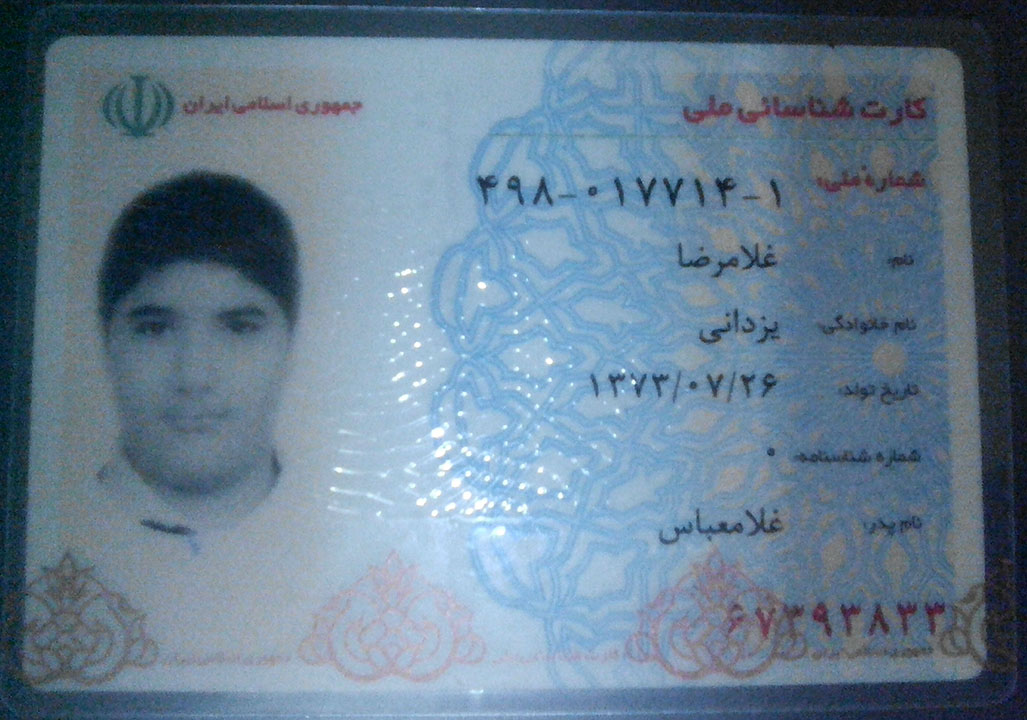 جمهوری اسلامی ایران
کارت شناسائی ملی
شماره ملی: ۴۹۸-۰۱۷۷۱۴-۱
نام: غلامرضا
نام خانوادگی: یزدانی
تاریخ تولد: ۱۳۷۳/۰۷/۲۶
شماره شناسنامه: ۰
نام پدر: غلامعباس
۶۷۳۹۳۸۳۳